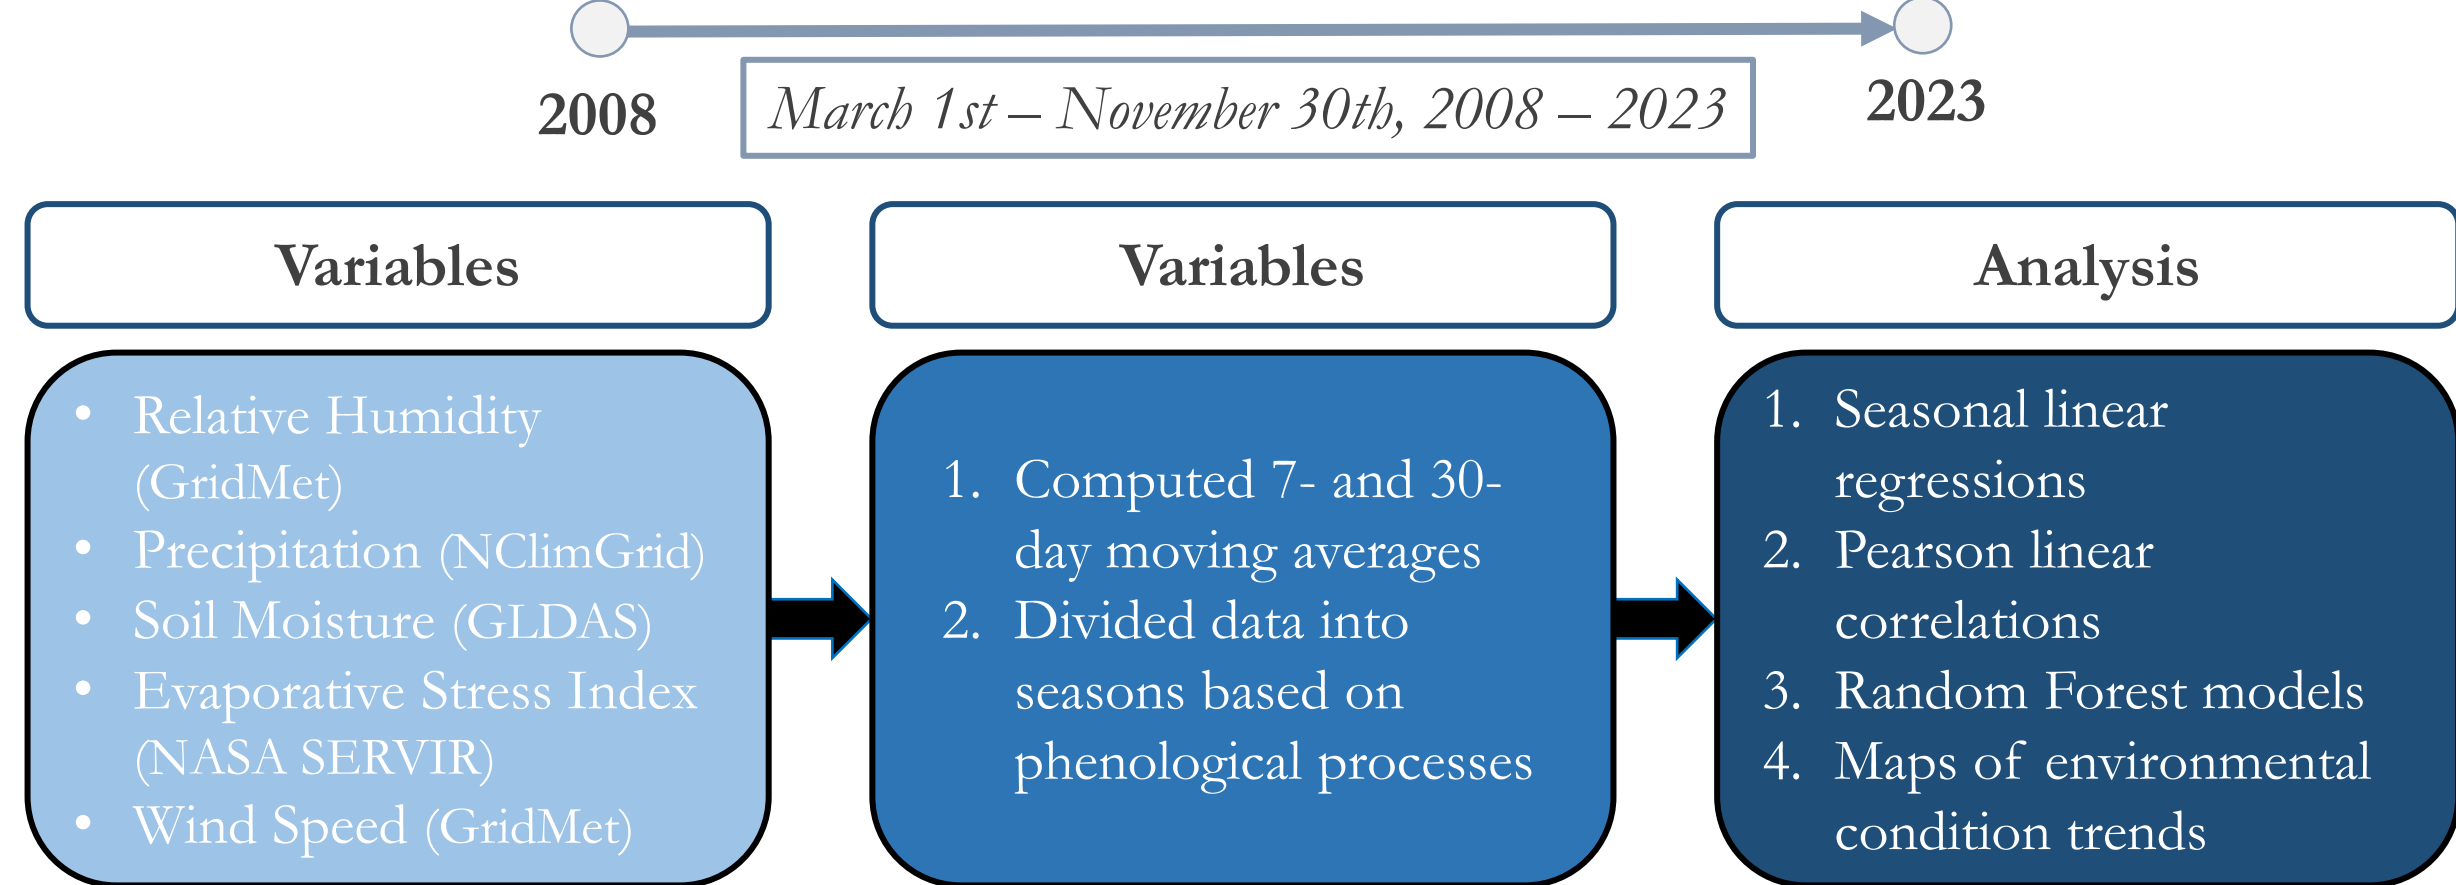 2008
March 1st – November 30th, 2008 – 2023
2023
Variables
• Relative Humidity
(GridMet)
• Precipitation (NClimGrid)
• Soil Moisture (GLDAS)
• Evaporative Stress Index
(NASA SERVIR)
• Wind Speed (GridMet)
Variables
1. Computed 7- and 30-
day moving averages
2. Divided data into
seasons based on
phenological processes
Analysis
1. Seasonal linear
regressions
2. Pearson linear
correlations
3. Random Forest models
4. Maps of environmental
condition trends